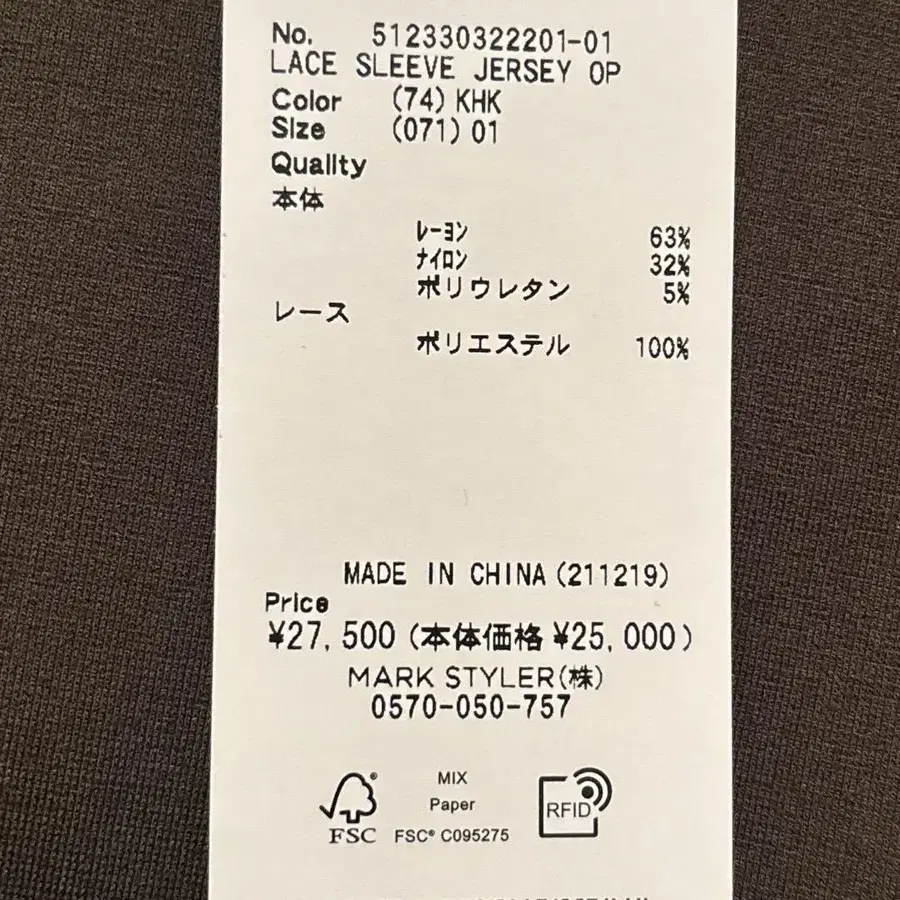 No. 512330322201-01
LACE SLEEVE JERSEY OP
Color (74) KHK
Size (071) 01
Quality
本体
ﾚｰﾖﾝ 63%
ﾅｲﾛﾝ 32%
ポリウレタン 5%
レース
ポリエステル 100%
MADE IN CHINA (211219)
Price
¥27,500 (本体価格 ¥25,000)
MARK STYLER(株)
0570-050-757
MIX
Paper
FSC FSC® C095275
RFID